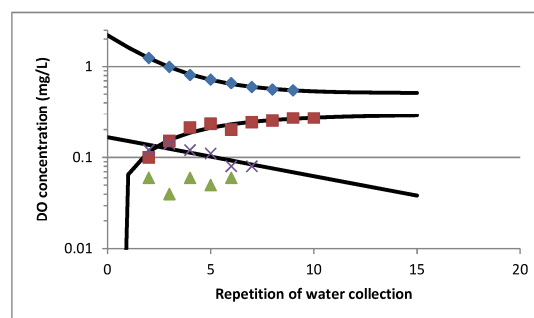 DO concentration (mg/L)
1
0.1
0.01
0 5 10 15 20
Repetition of water collection